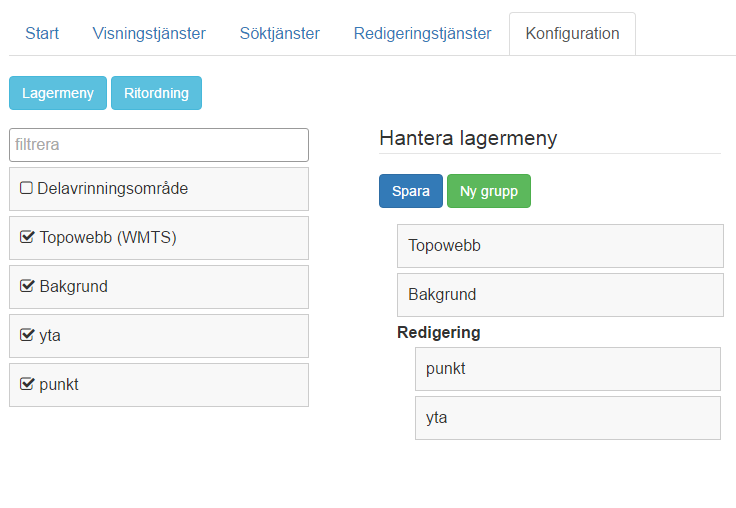 Start Visningstjänster Söktjänster Redigeringstjänster Konfiguration
Lagermeny Ritordning
filtrera
Delavrinningsområde
Topowebb (WMTS)
Bakgrund
yta
punkt
Hantera lagermeny
Spara Ny grupp
Topowebb
Bakgrund
Redigering
punkt
yta